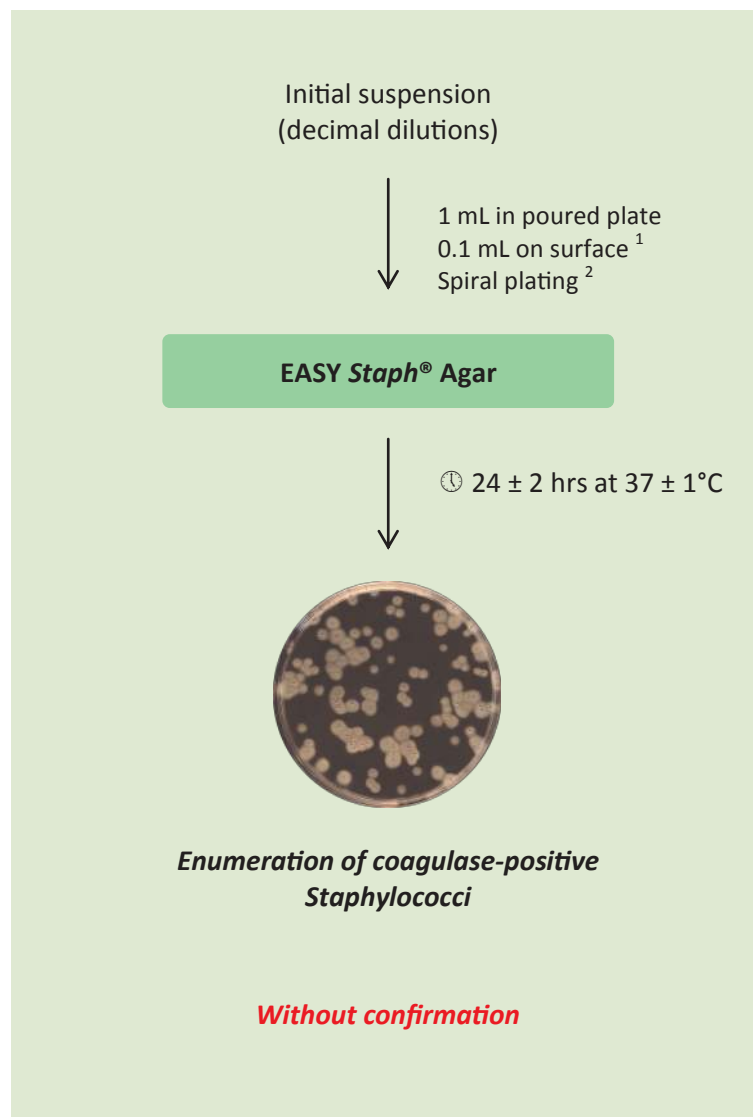 Initial suspension
(decimal dilutions)
1 mL in poured plate
0.1 mL on surface ¹
Spiral plating ²
EASY Staph® Agar
24 ± 2 hrs at 37 ± 1°C
Enumeration of coagulase-positive
Staphylococci
Without confirmation